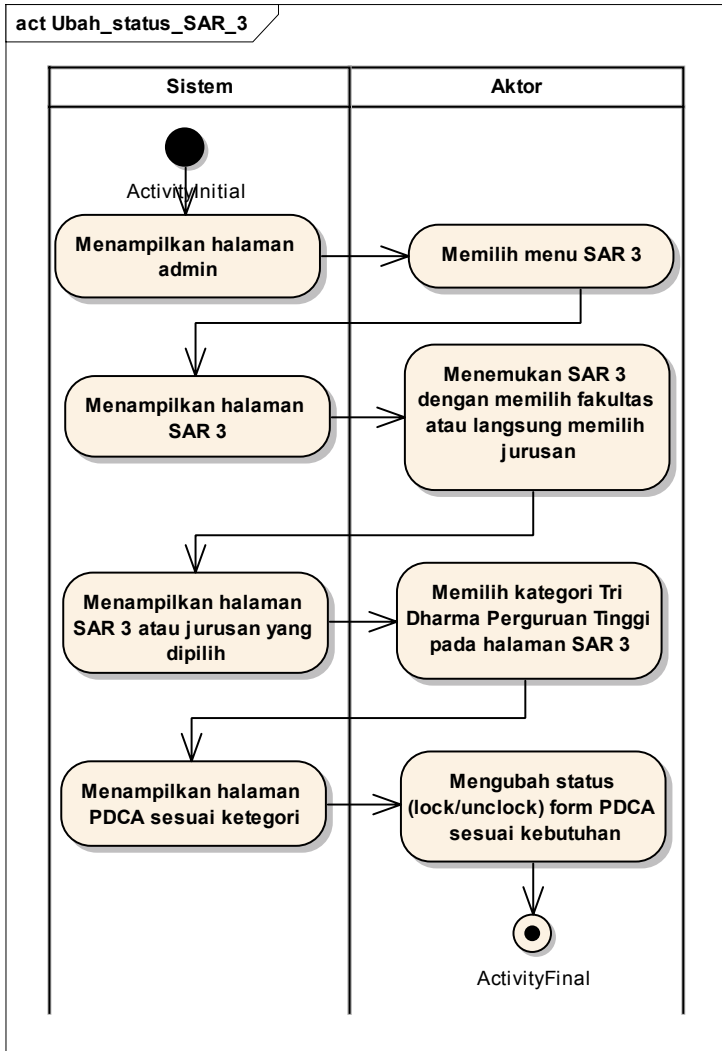 act Ubah_status_SAR_3
Sistem
Aktor
ActivityInitial
Menampilkan halaman
admin
Memilih menu SAR 3
Menampilkan halaman
SAR 3
Menemukan SAR 3
dengan memilih fakultas
atau langsung memilih
jurusan
Menampilkan halaman
SAR 3 atau jurusan yang
dipilih
Memilih kategori Tri
Dharma Perguruan Tinggi
pada halaman SAR 3
Menampilkan halaman
PDCA sesuai ketegori
Mengubah status
(lock/unclock) form PDCA
sesuai kebutuhan
ActivityFinal